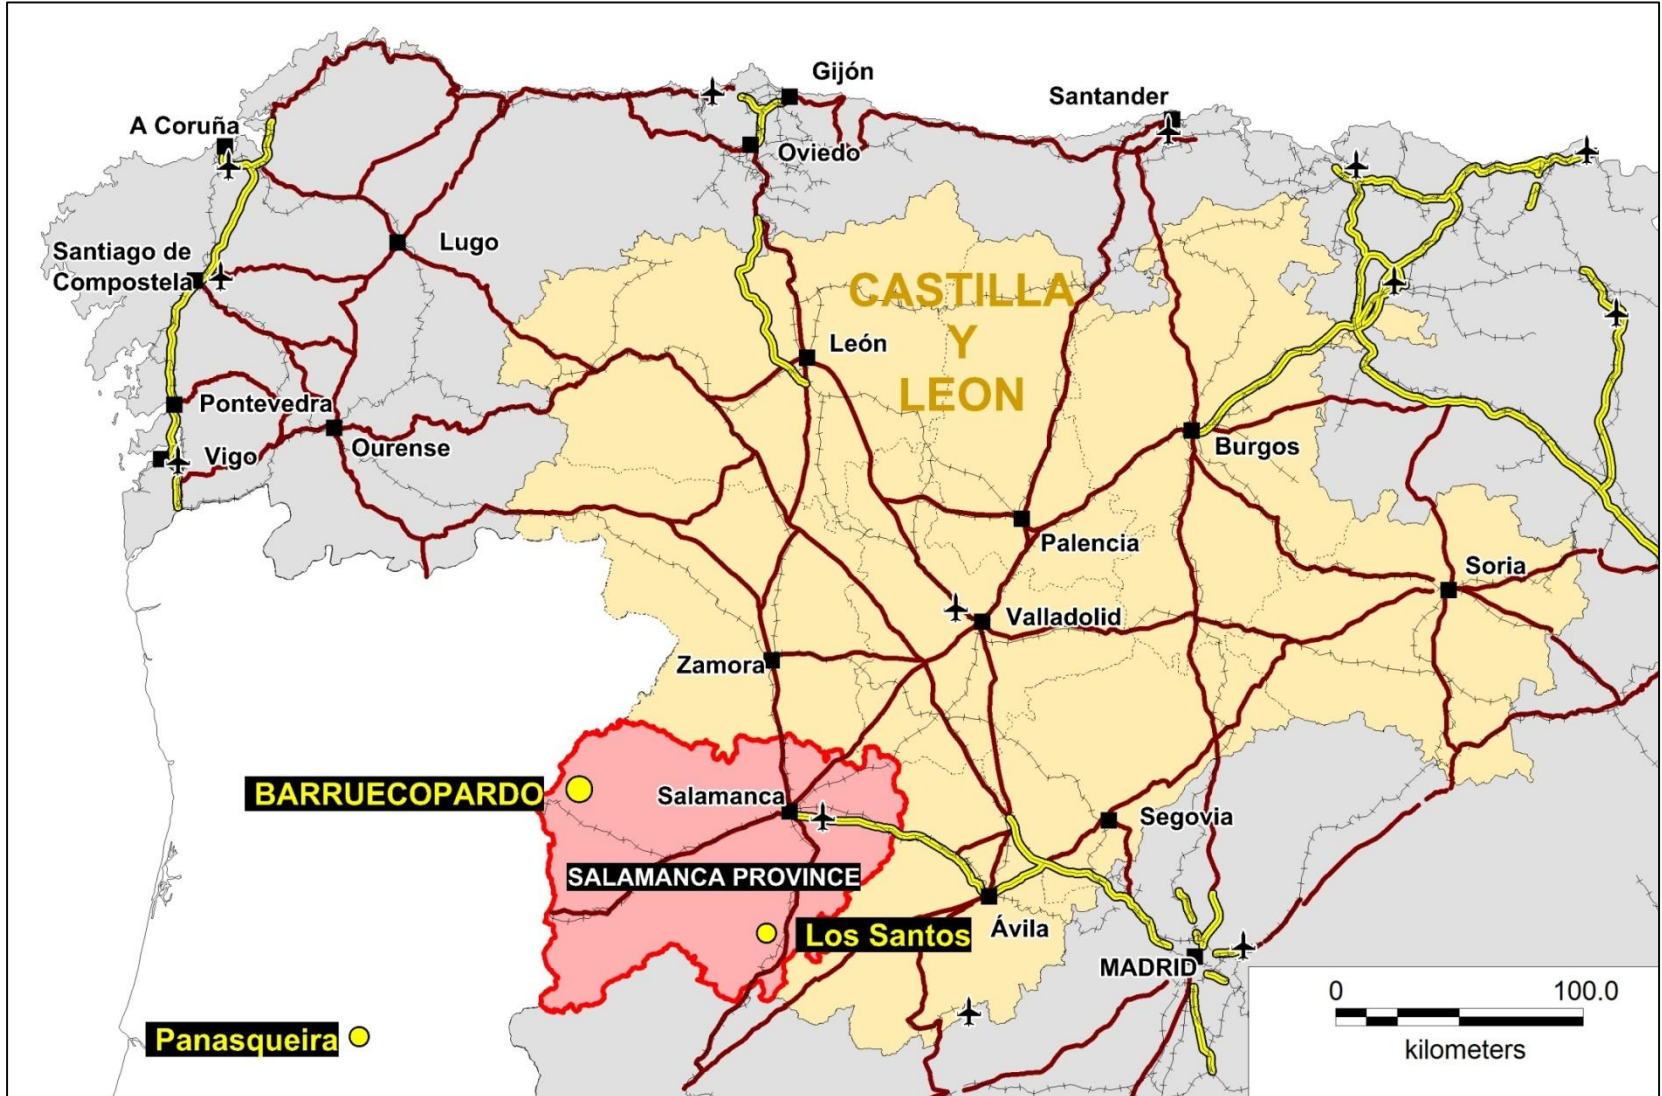 Gijón
Santander
A Coruña
Oviedo
Lugo
Santiago de
Compostela
CASTILLA
Y
LEON
León
Pontevedra
Ourense
Vigo
Burgos
Palencia
Soria
Valladolid
Zamora
BARRUECOPARDO
Salamanca
Segovia
SALAMANCA PROVINCE
Los Santos
Ávila
MADRID
0 100.0
kilometers
Panasqueira